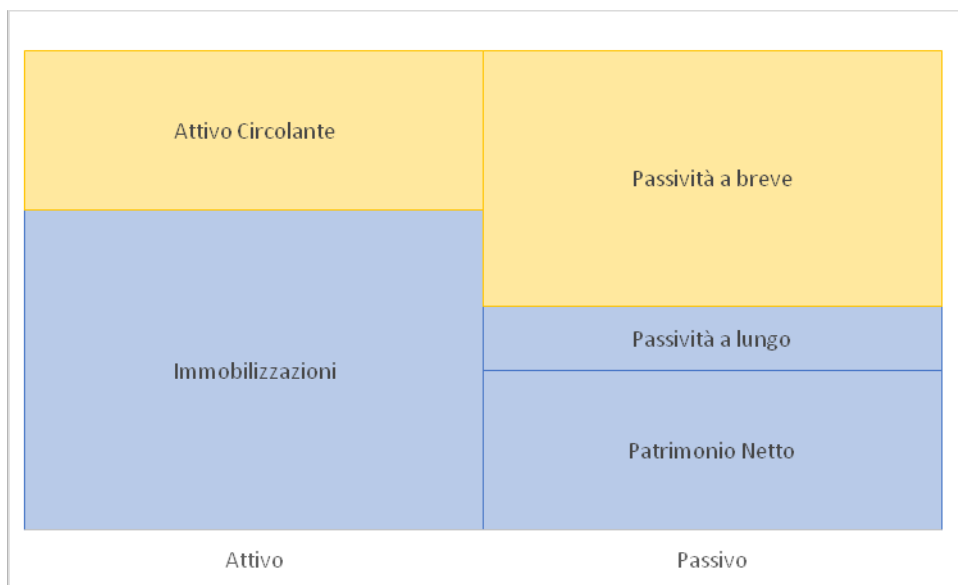 Attivo Circolante
Passività a breve
Passività a lungo
Immobilizzazioni
Patrimonio Netto
Attivo
Passivo